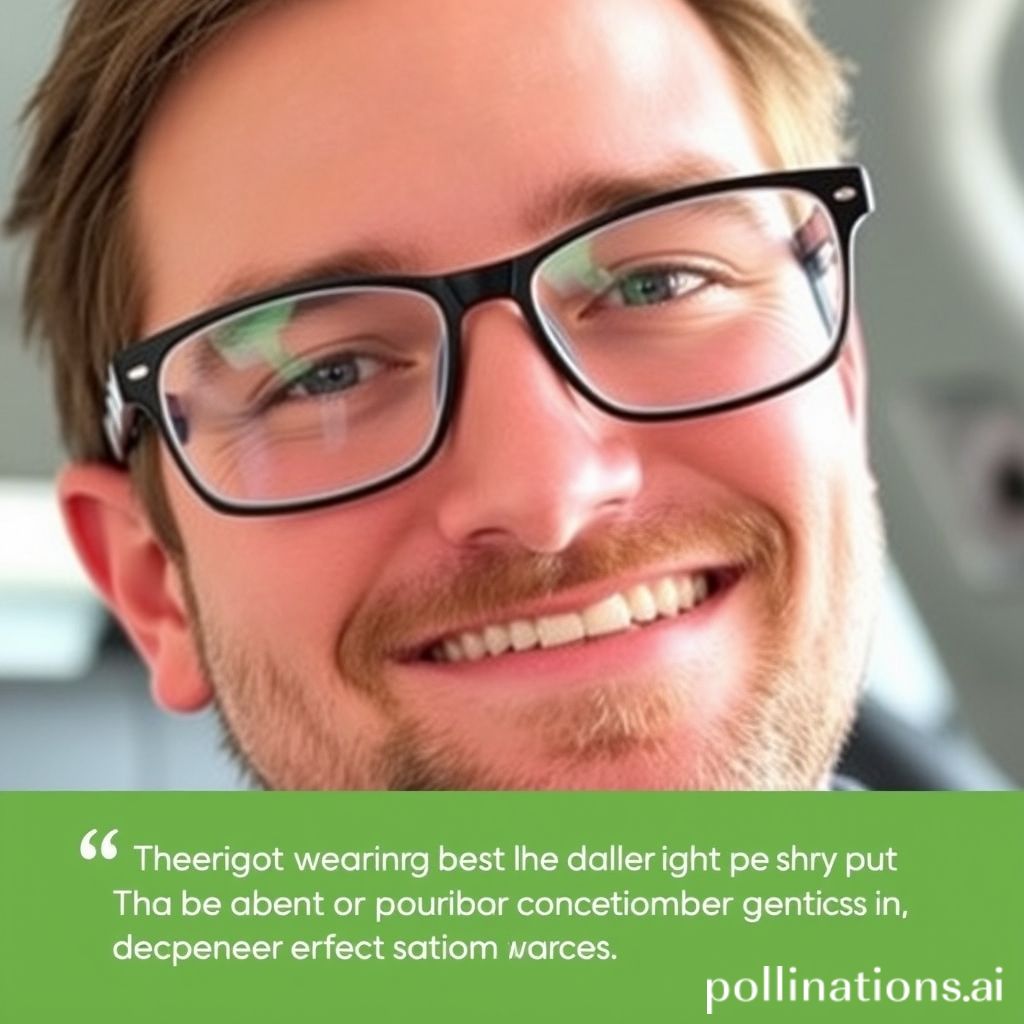 “ Theerigot wearinrg best lhe daller ight pe shry put
Tha be abent or pouribor concetiomber genticss in,
decpeneer erfect satiom warces.
pollinations.ai